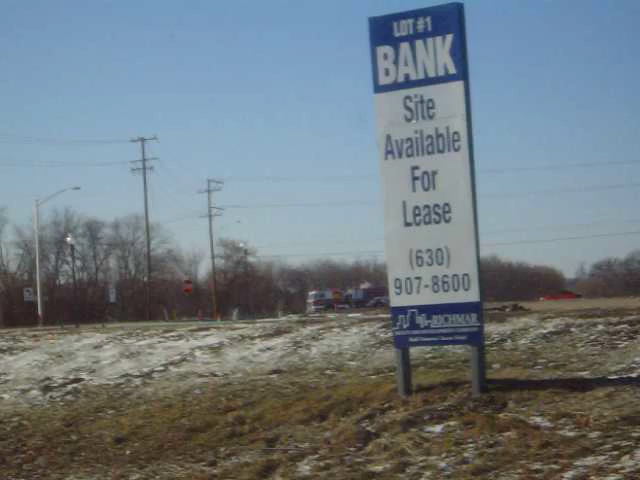 LOT #1
BANK
Site
Available
For
Lease
(630)
907-8600
RICHMAR